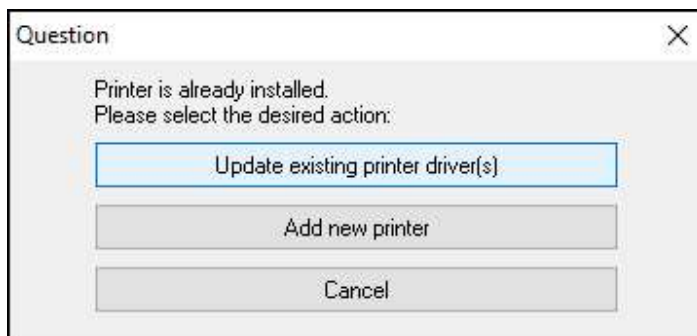 Question
Printer is already installed.
Please select the desired action:
Update existing printer driver(s)
Add new printer
Cancel